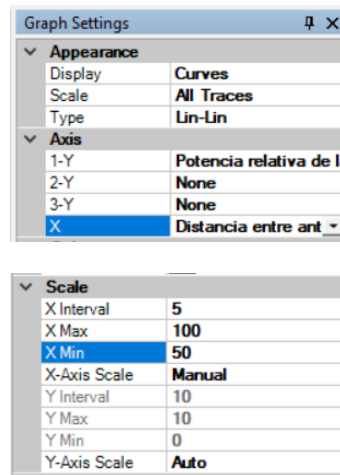 Graph Settings
Appearance
Display Curves
Scale All Traces
Type Lin-Lin
Axis
1-Y Potencia relativa de l
2-Y None
3-Y None
X Distancia entre ant
Scale
X Interval 5
X Max 100
X Min 50
X-Axis Scale Manual
Y Interval 10
Y Max 10
Y Min 0
Y-Axis Scale Auto